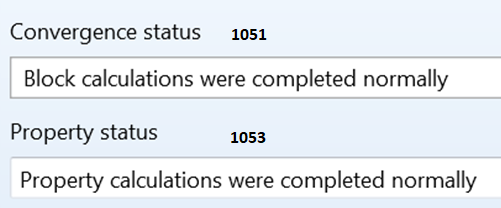 Convergence status 1051
Block calculations were completed normally
Property status 1053
Property calculations were completed normally